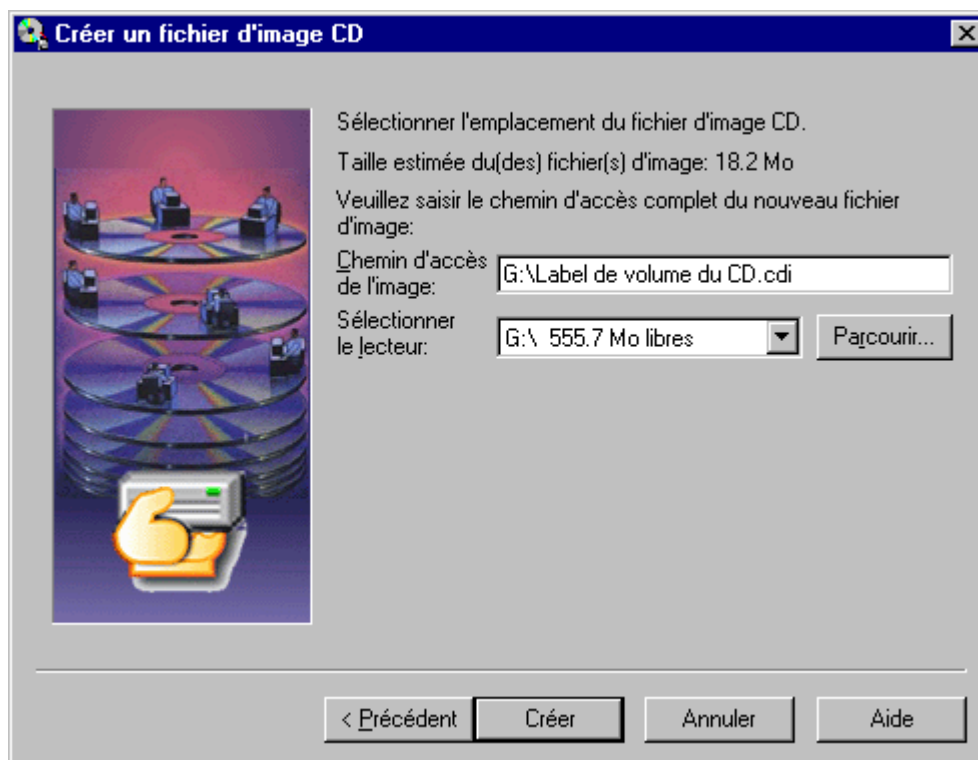 Créer un fichier d'image CD
Sélectionner l'emplacement du fichier d'image CD.
Taille estimée du(des) fichier(s) d'image: 18.2 Mo
Veuillez saisir le chemin d'accès complet du nouveau fichier
d'image:
Chemin d'accès
de l'image:
G:\Label de volume du CD.cdi
Sélectionner
le lecteur:
G:\ 555.7 Mo libres
Parcourir...
< Précédent
Créer
Annuler
Aide